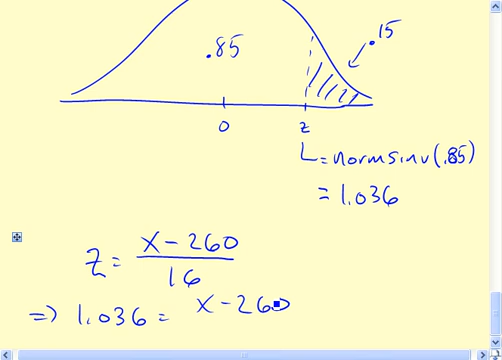 .85
.15
0 z
=normsinv(.85)
= 1.036
z = x - 260
16
=> 1.036 = x - 260